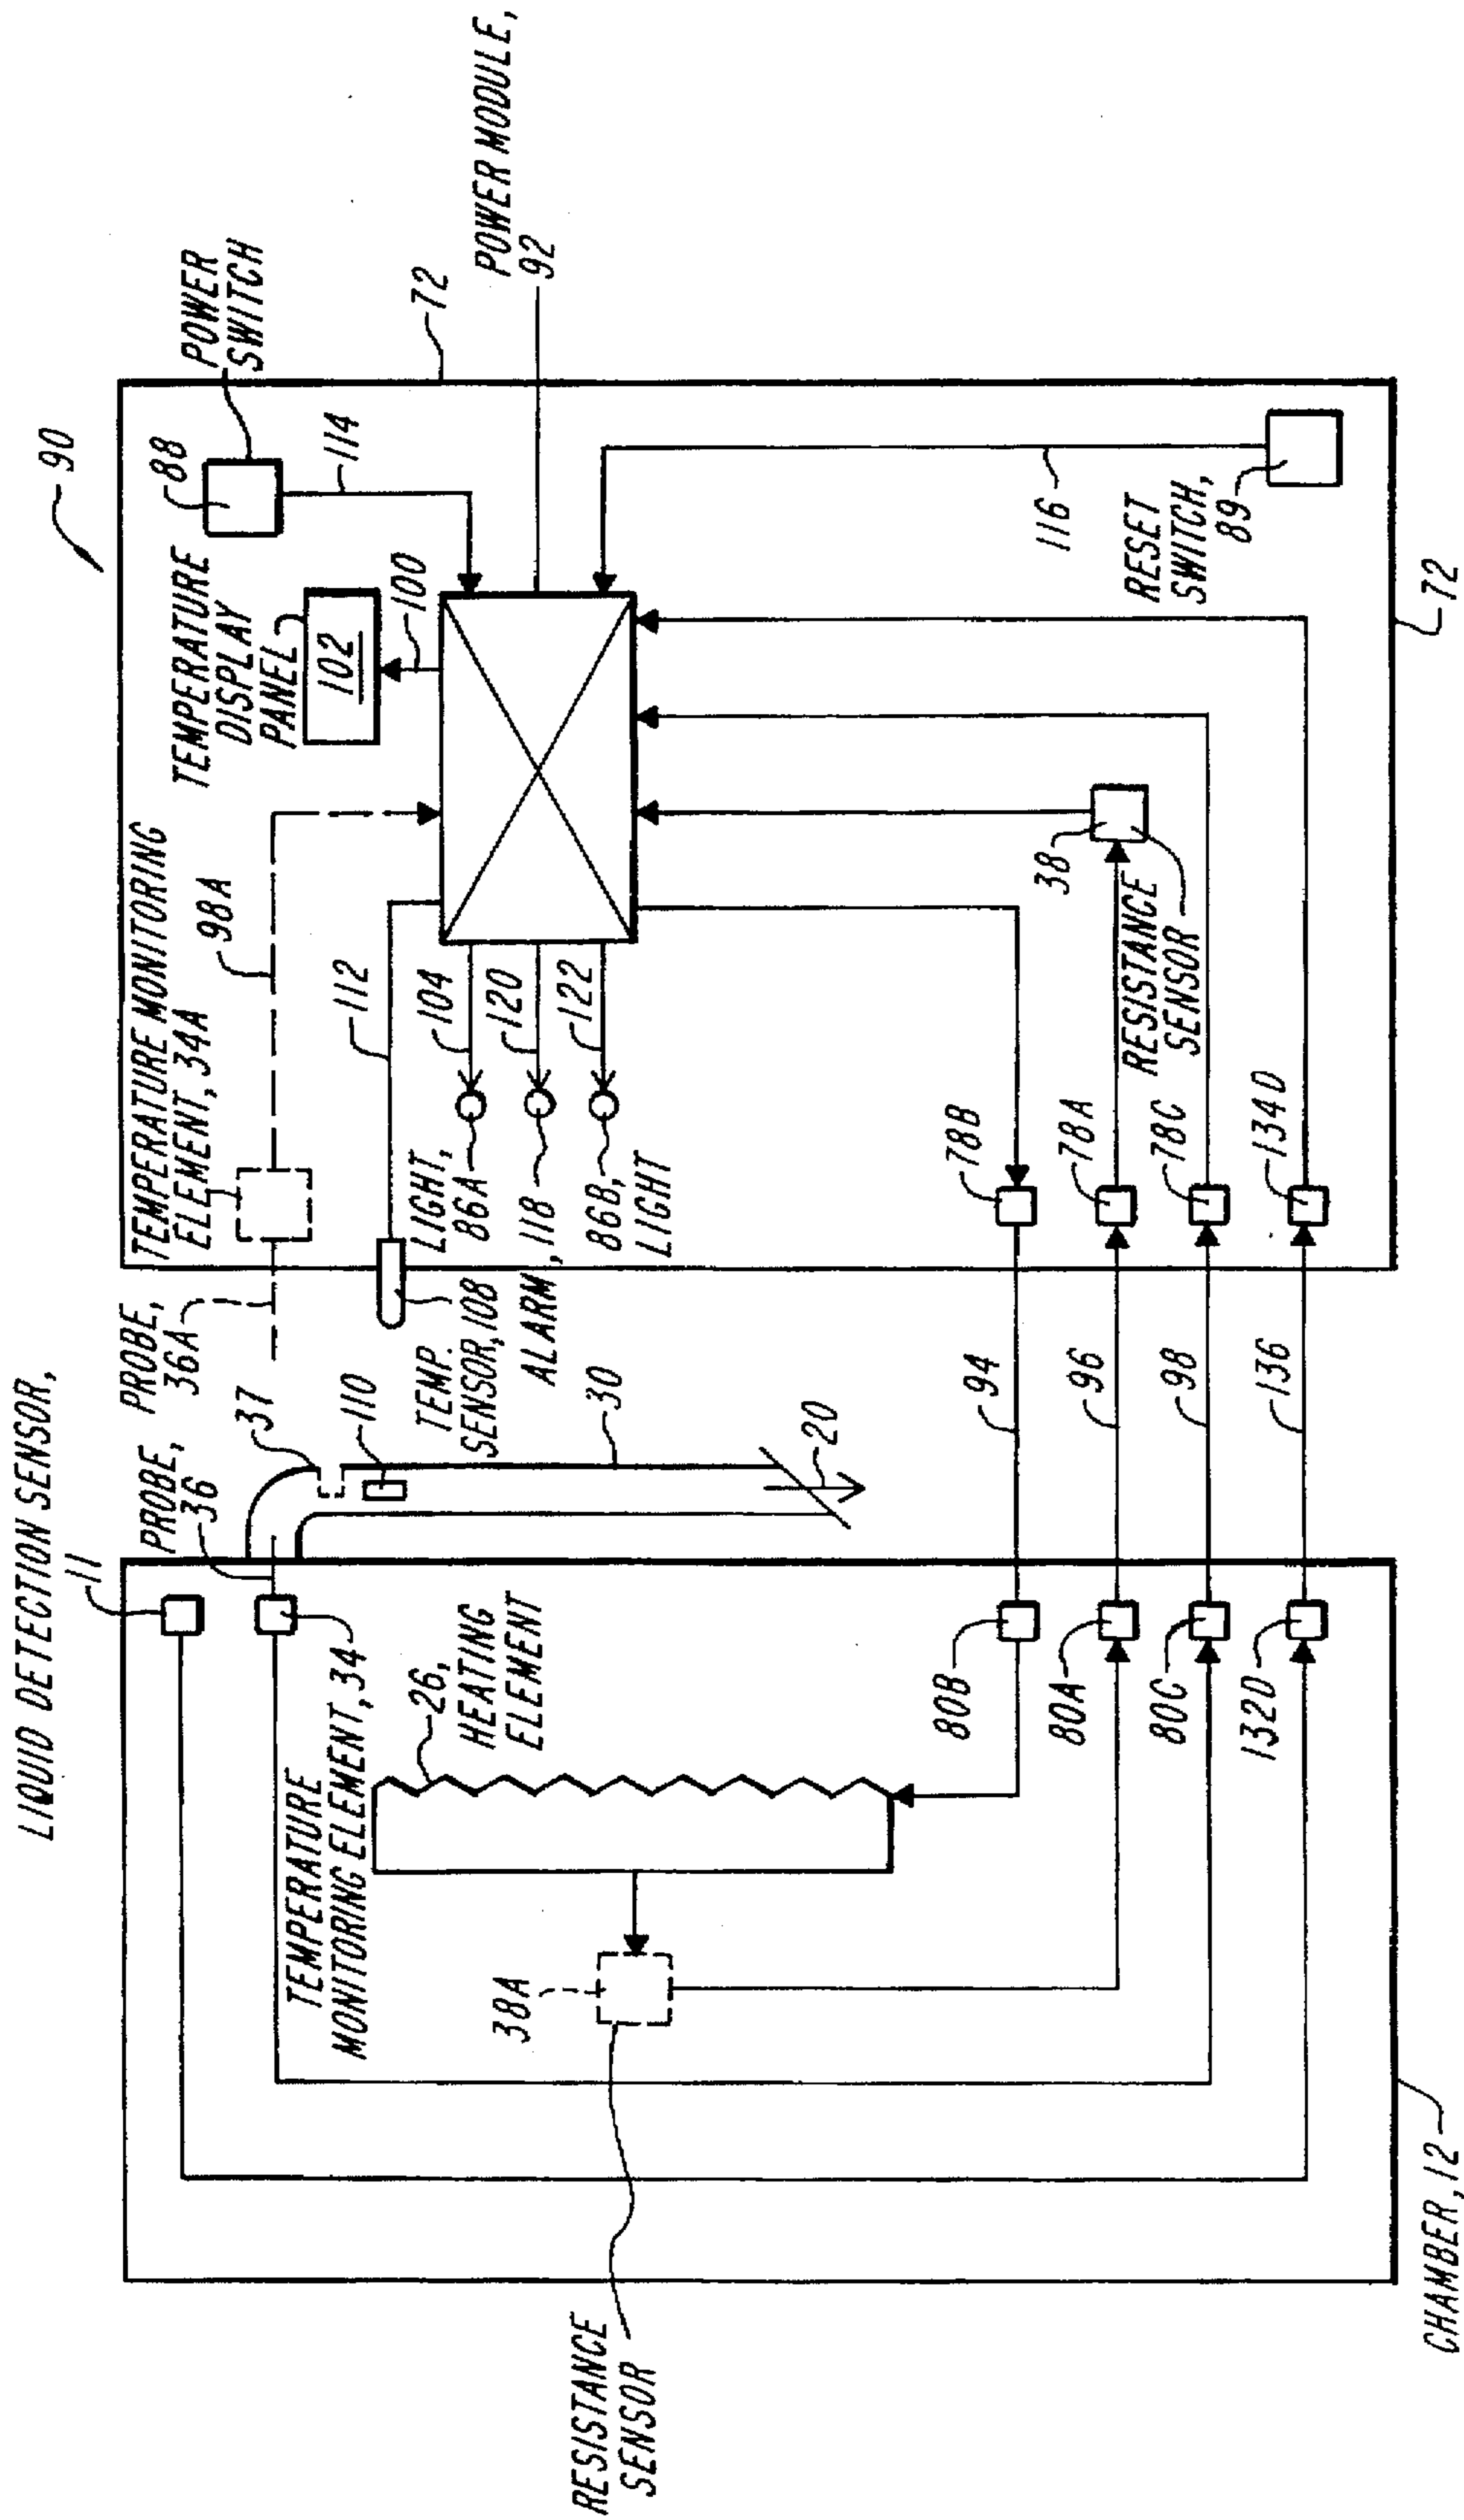 LIQUID DETECTION SENSOR,
11
PROBE,
36
PROBE,
36A
37
110
TEMPERATURE MONITORING
ELEMENT, 34A
98A
TEMPERATURE
DISPLAY
PANEL
102
100
88
POWER
SWITCH
114
90
72
POWER MODULE,
92
112
104
120
122
LIGHT,
86A
ALARM, 118
86B,
LIGHT
TEMP.
SENSOR, 108
30
20
TEMPERATURE
MONITORING ELEMENT, 34
26,
HEATING
ELEMENT
38A
RESISTANCE
SENSOR
80B
80A
80C
132D
94
96
98
136
78B
78A
78C
134D
38
RESISTANCE
SENSOR
116
RESET
SWITCH,
89
72
CHAMBER, 12